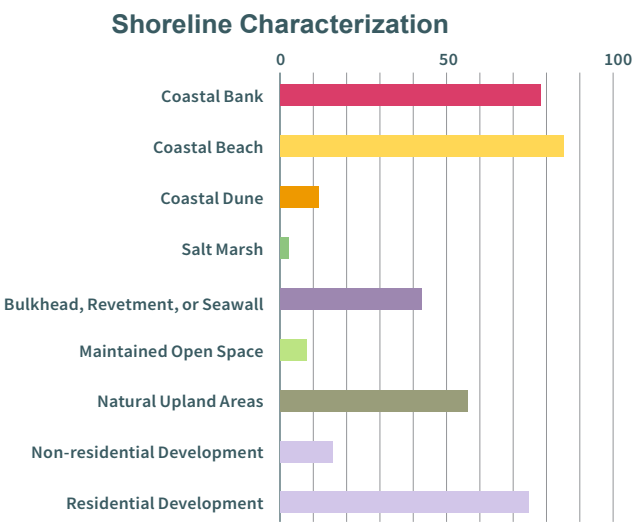 Shoreline Characterization
0 50 100
Coastal Bank
Coastal Beach
Coastal Dune
Salt Marsh
Bulkhead, Revetment, or Seawall
Maintained Open Space
Natural Upland Areas
Non-residential Development
Residential Development